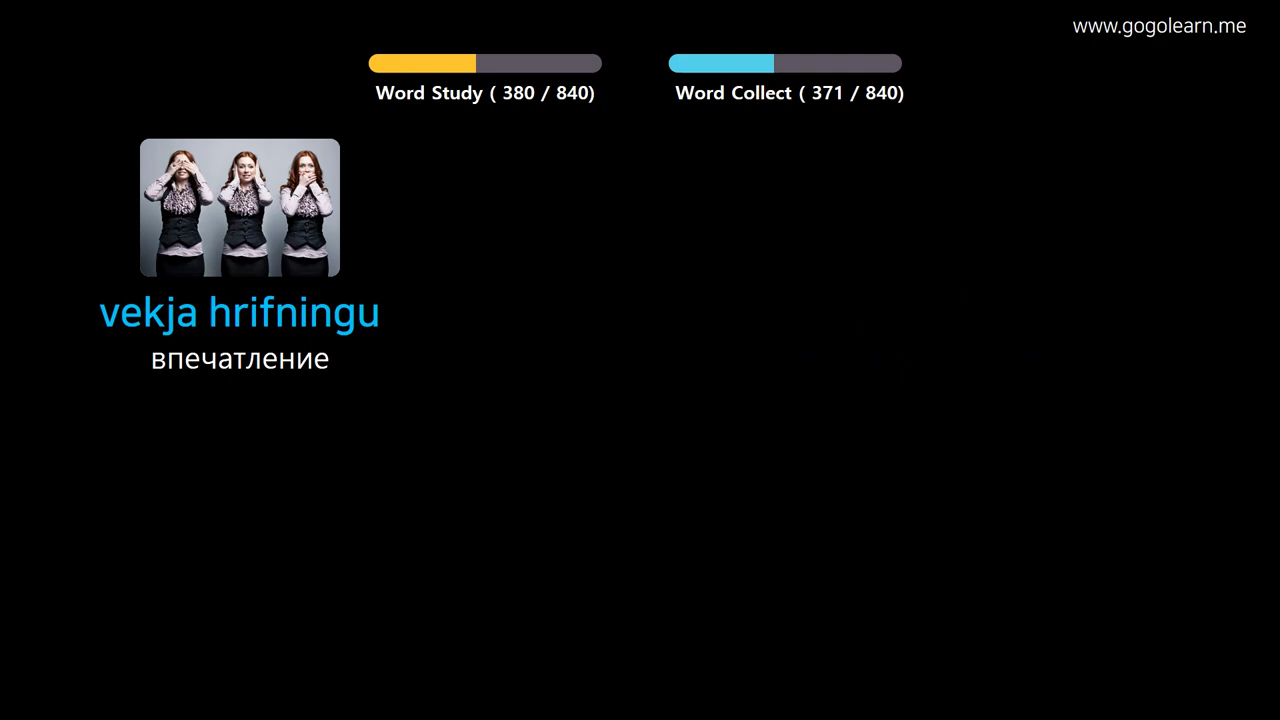 www.gogolearn.me
Word Study ( 380 / 840)
Word Collect ( 371 / 840)
vekja hrifningu
впечатление